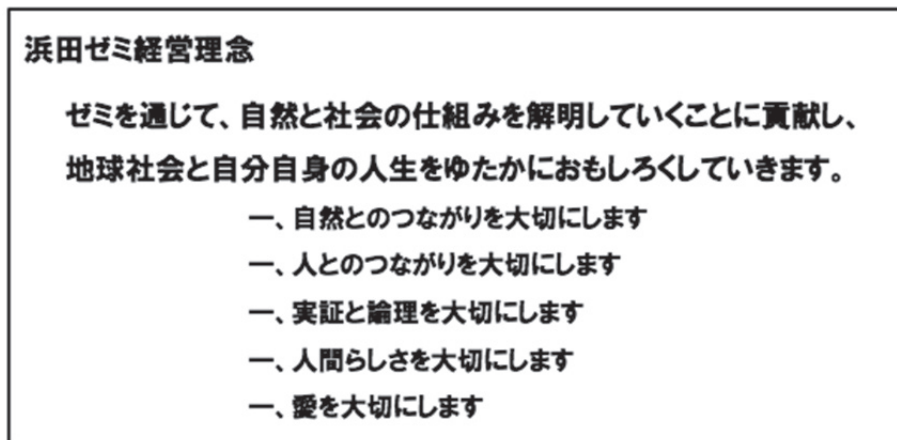 浜田ゼミ経営理念
ゼミを通じて、自然と社会の仕組みを解明していくことに貢献し、
地球社会と自分自身の人生をゆたかにおもしろくしていきます。
一、自然とのつながりを大切にします
一、人とのつながりを大切にします
一、実証と論理を大切にします
一、人間らしさを大切にします
一、愛を大切にします